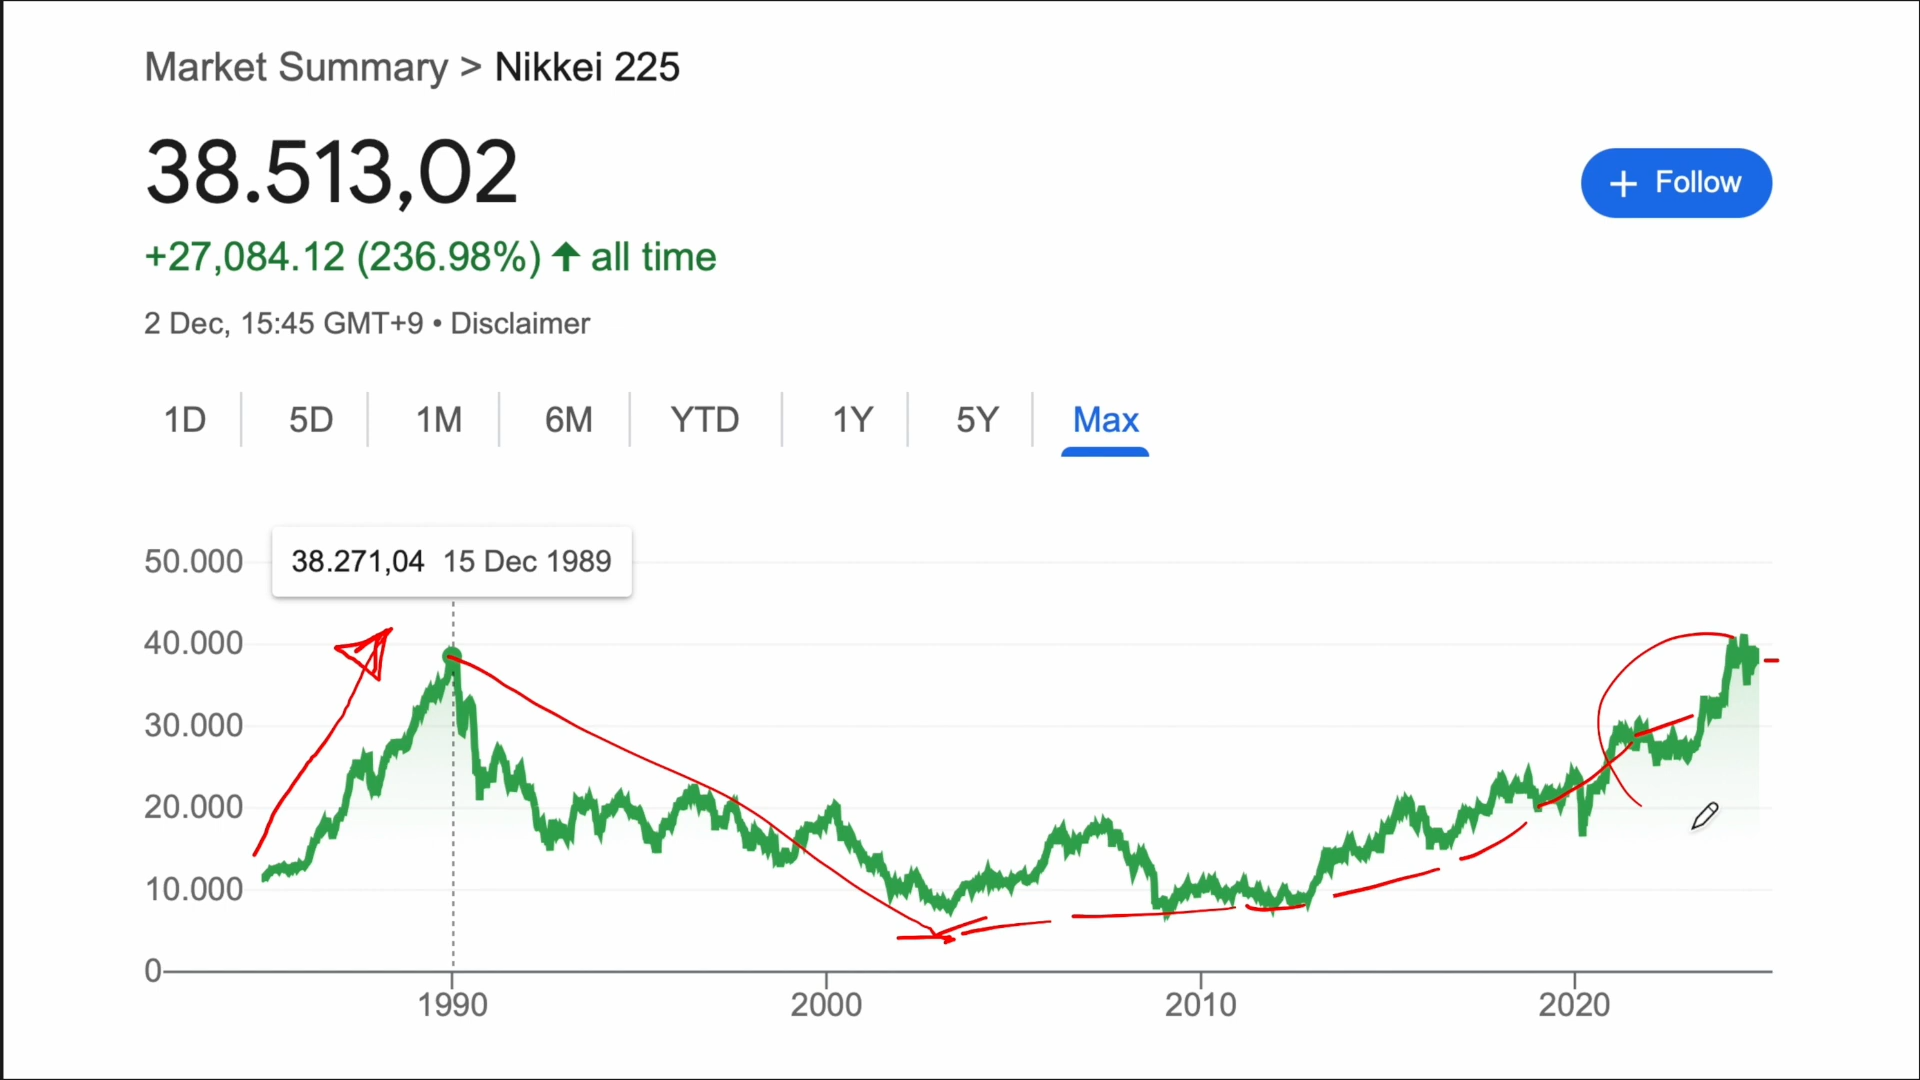 Market Summary > Nikkei 225
38.513,02
+ Follow
+27,084.12 (236.98%) ↑ all time
2 Dec, 15:45 GMT+9 • Disclaimer
1D 5D 1M 6M YTD 1Y 5Y Max
50.000
38.271,04 15 Dec 1989
40.000
30.000
20.000
10.000
0
1990 2000 2010 2020